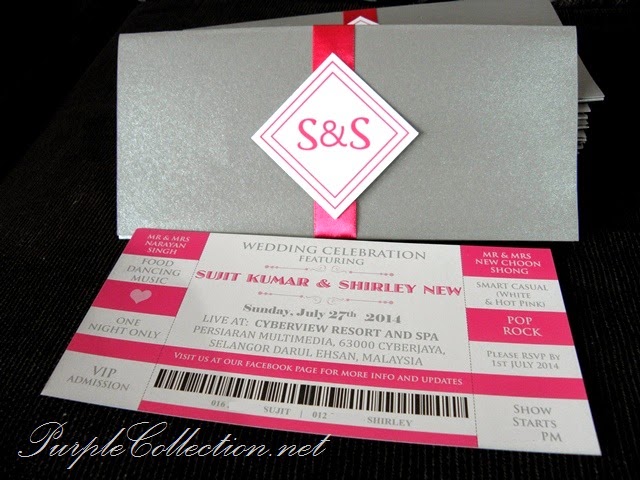 S&S
MR & MRS
NARAYAN
SINGH
FOOD
DANCING
MUSIC
ONE
NIGHT ONLY
VIP
ADMISSION
WEDDING CELEBRATION
FEATURING
SUJIT KUMAR & SHIRLEY NEW
Sunday, July 27th 2014
LIVE AT: CYBERVIEW RESORT AND SPA
PERSIARAN MULTIMEDIA, 63000 CYBERJAYA,
SELANGOR DARUL EHSAN, MALAYSIA
VISIT US AT OUR FACEBOOK PAGE FOR MORE INFO AND UPDATES
016 SUJIT | 012 SHIRLEY
MR & MRS
NEW CHOON
SHONG
SMART CASUAL
(WHITE
& HOT PINK)
POP
ROCK
PLEASE RSVP BY
1ST JULY 2014
SHOW
STARTS
PM
PurpleCollection.net